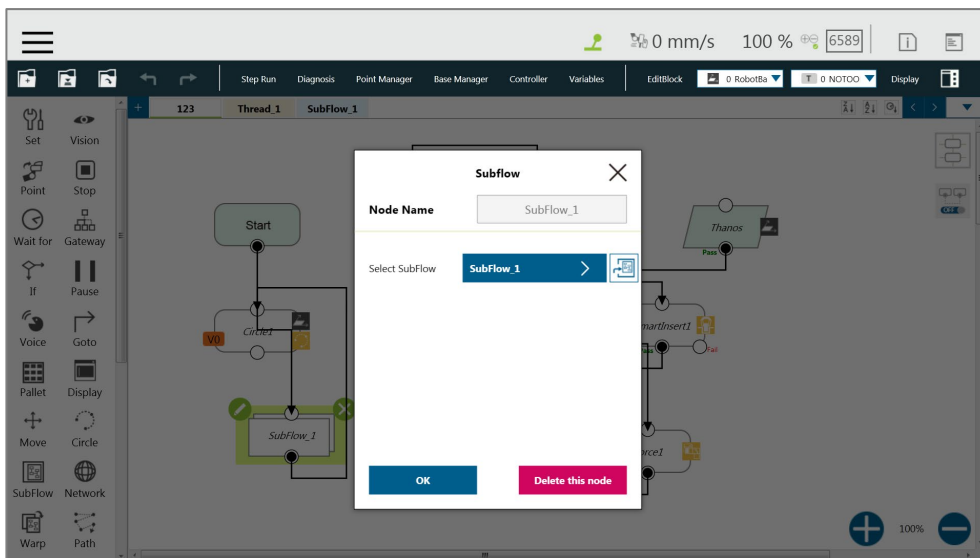 0 mm/s 100 % 6589
Step Run Diagnosis Point Manager Base Manager Controller Variables EditBlock 0 RobotBa T 0 NOTOO Display
123 Thread_1 SubFlow_1
Set Vision
Point Stop
Wait for Gateway
If Pause
Voice Goto
Pallet Display
Move Circle
SubFlow Network
Warp Path
Start
V0 Circle1
SubFlow_1
Subflow
Node Name SubFlow_1
Select SubFlow SubFlow_1
OK Delete this node
Thanos
Pass
martInsert1
Fail
orce1
100%